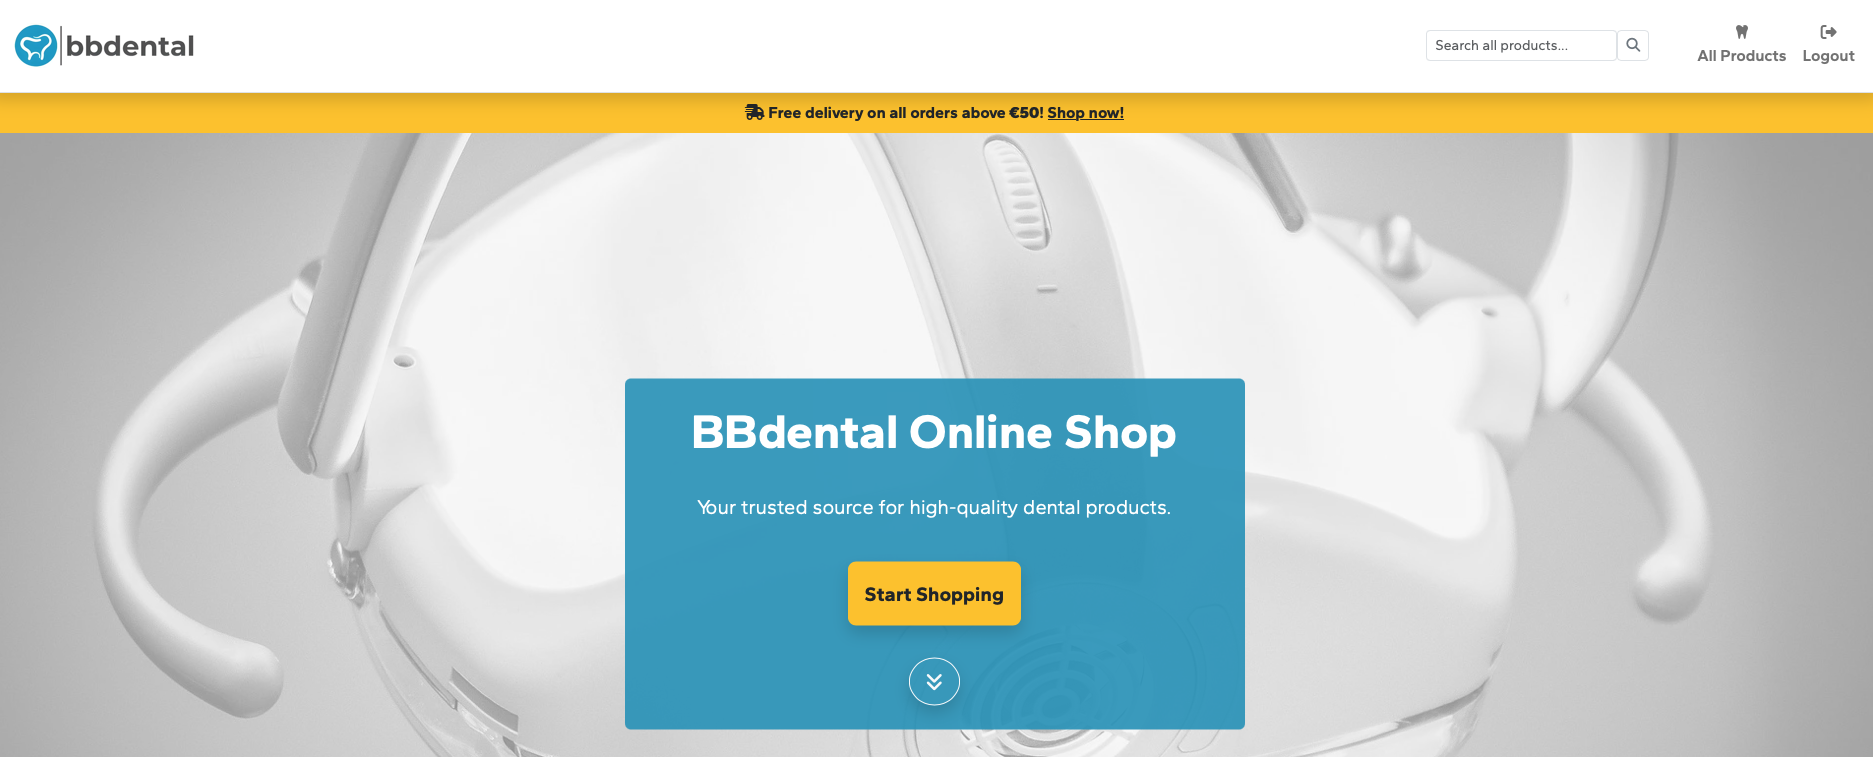 bbdental
Search all products...
All Products
Logout
Free delivery on all orders above €50! Shop now!
BBdental Online Shop
Your trusted source for high-quality dental products.
Start Shopping